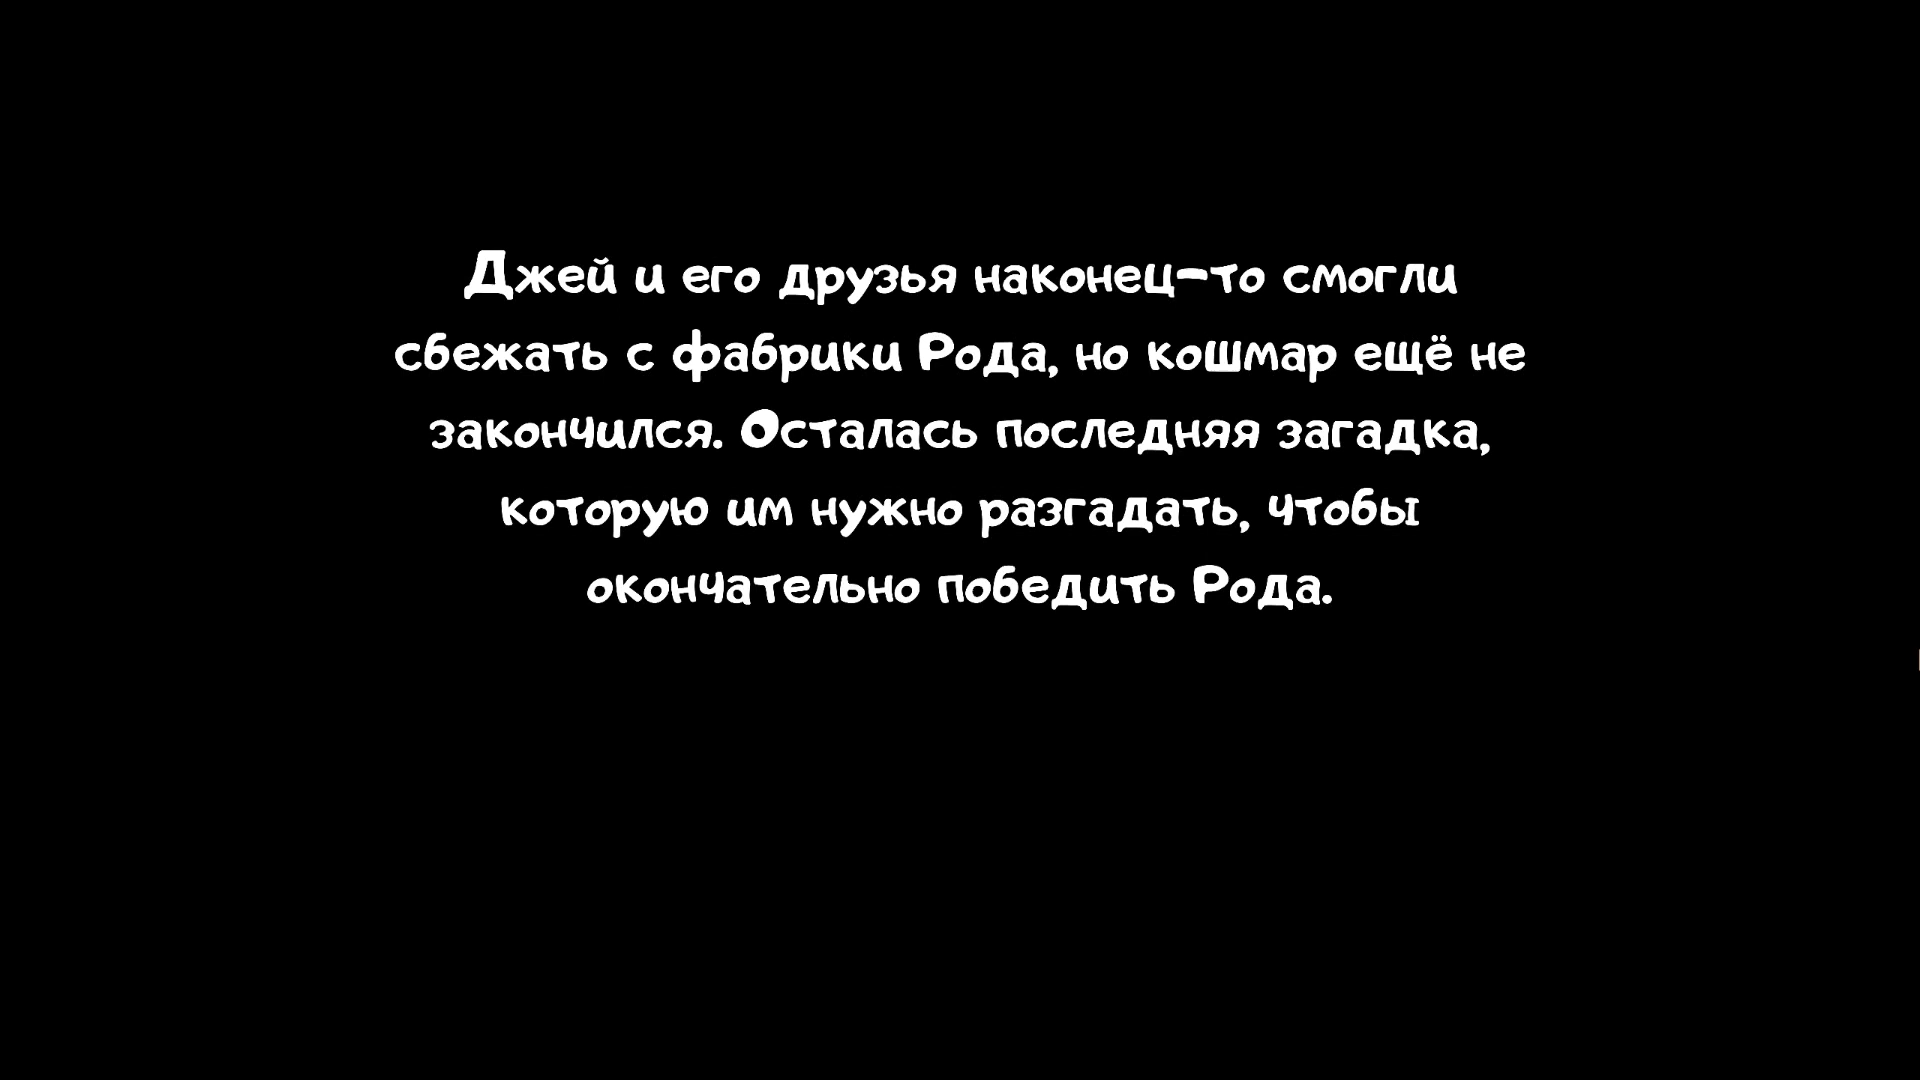 Джей и его друзья наконец-то смогли
сбежать с фабрики Рода, но кошмар ещё не
закончился. Осталась последняя загадка,
которую им нужно разгадать, чтобы
окончательно победить Рода.